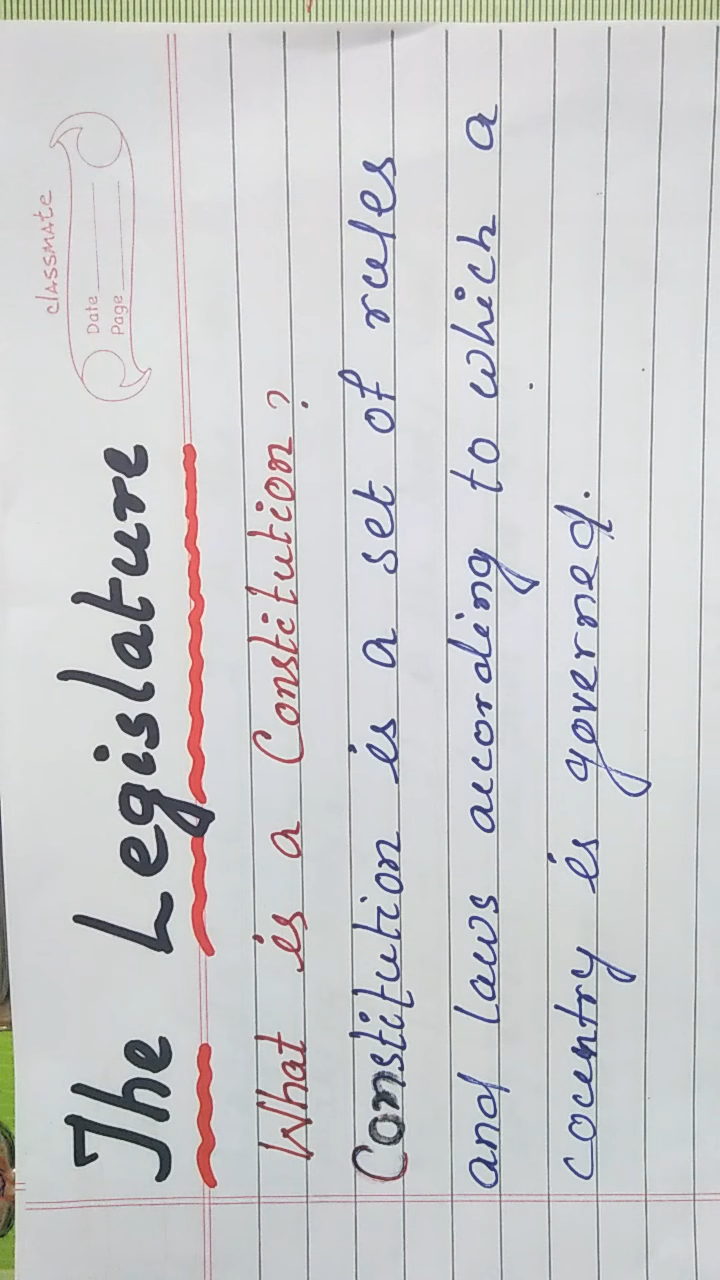 classmate
Date
Page
The Legislature
What is a Constitution?
Constitution is a set of rules
and laws according to which a
country is governed.